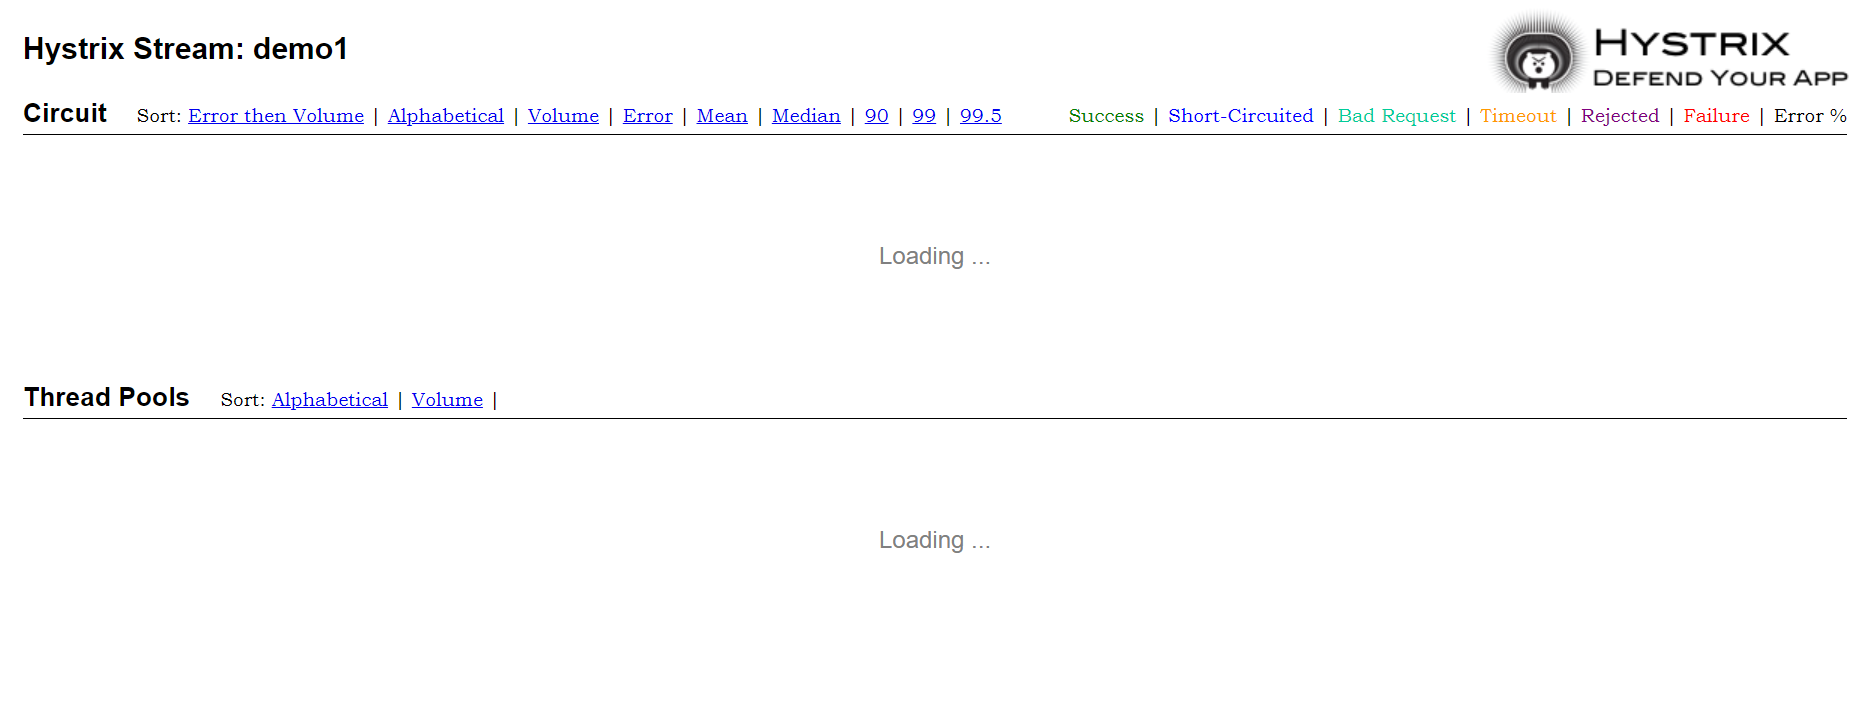 Hystrix Stream: demo1
HYSTRIX
DEFEND YOUR APP
Circuit Sort: Error then Volume | Alphabetical | Volume | Error | Mean | Median | 90 | 99 | 99.5 Success | Short-Circuited | Bad Request | Timeout | Rejected | Failure | Error %
Loading ...
Thread Pools Sort: Alphabetical | Volume |
Loading ...